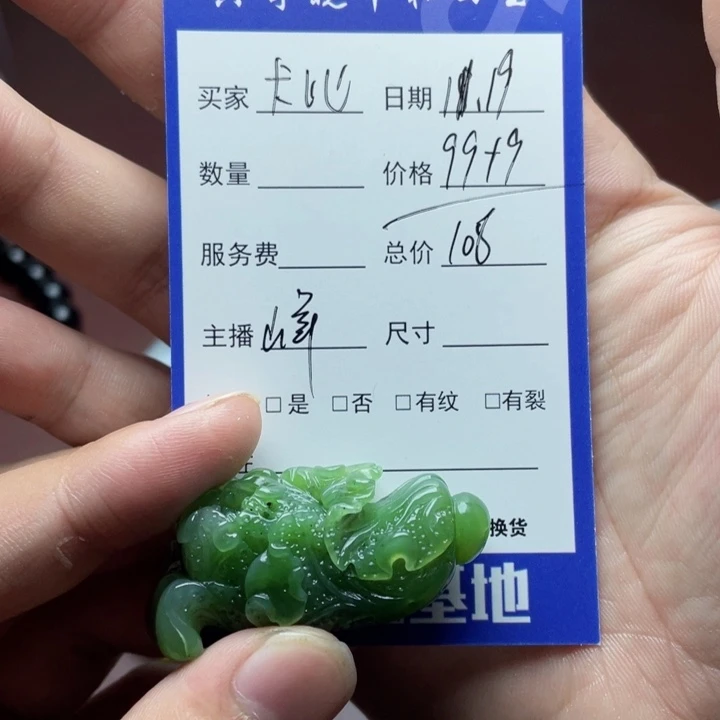 买家 卡比 日期 11.19
数量 价格 99+9
服务费 总价 108
主播 峰 尺寸
□是 □否 □有纹 □有裂
换货
基地